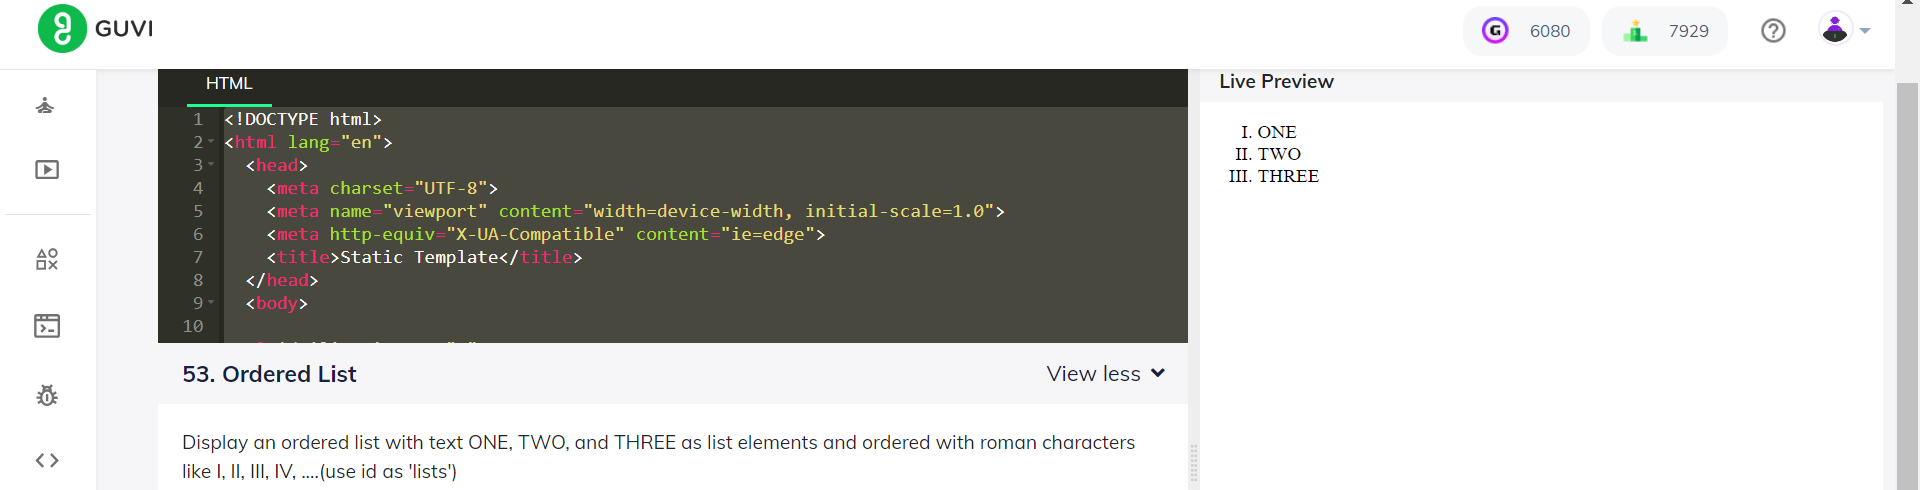 GUVI
6080
7929
HTML
Live Preview
1 <!DOCTYPE html>
2 <html lang="en">
3 <head>
4 <meta charset="UTF-8">
5 <meta name="viewport" content="width=device-width, initial-scale=1.0">
6 <meta http-equiv="X-UA-Compatible" content="ie=edge">
7 <title>Static Template</title>
8 </head>
9 <body>
10
I. ONE
II. TWO
III. THREE
53. Ordered List
View less
Display an ordered list with text ONE, TWO, and THREE as list elements and ordered with roman characters
like I, II, III, IV, ....(use id as 'lists')